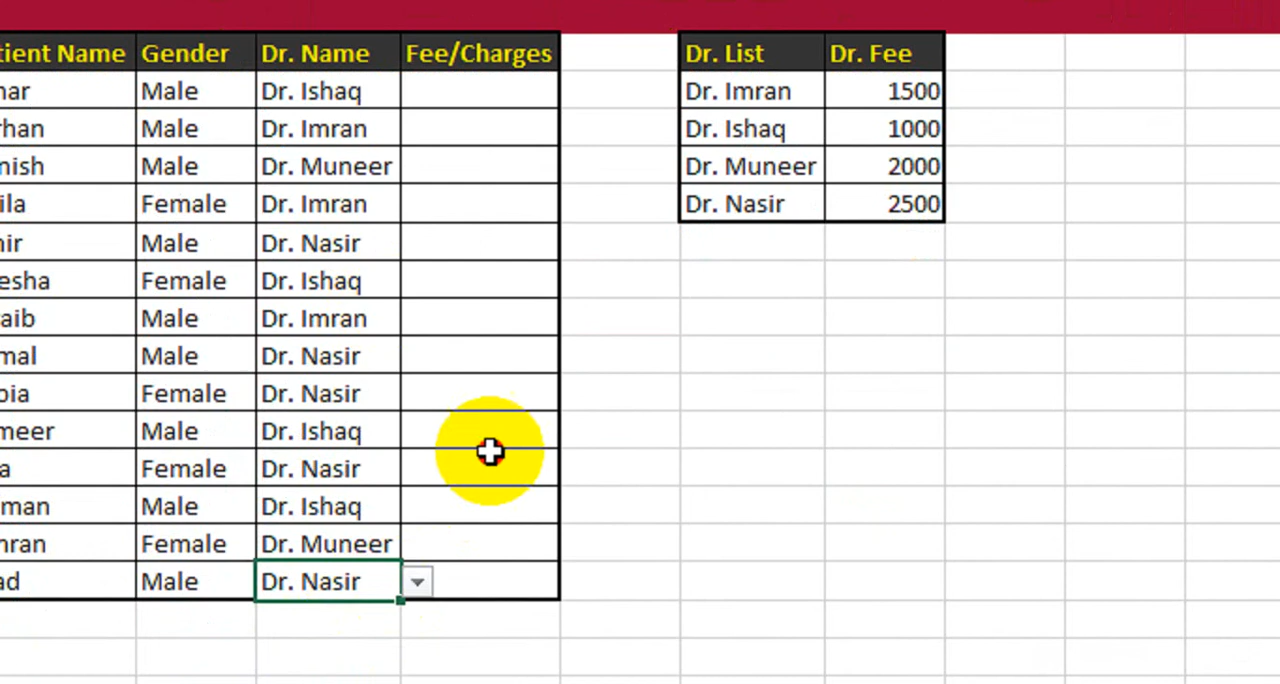 tient Name Gender Dr. Name Fee/Charges Dr. List Dr. Fee
nar Male Dr. Ishaq Dr. Imran 1500
rhan Male Dr. Imran Dr. Ishaq 1000
nish Male Dr. Muneer Dr. Muneer 2000
ila Female Dr. Imran Dr. Nasir 2500
nir Male Dr. Nasir
esha Female Dr. Ishaq
aib Male Dr. Imran
mal Male Dr. Nasir
bia Female Dr. Nasir
meer Male Dr. Ishaq
a Female Dr. Nasir
man Male Dr. Ishaq
nran Female Dr. Muneer
ad Male Dr. Nasir